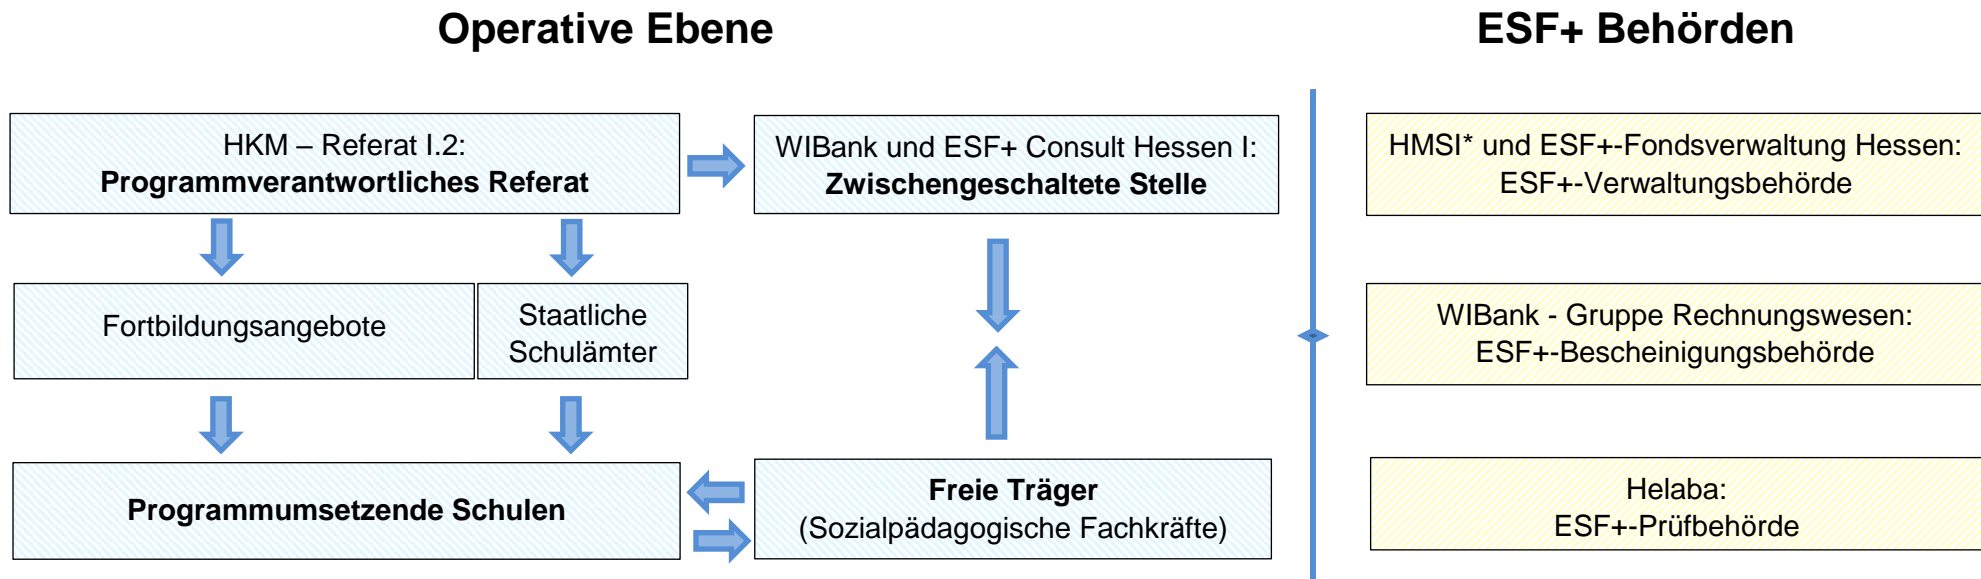 Operative Ebene
ESF+ Behörden
HKM – Referat I.2:
Programmverantwortliches Referat
WIBank und ESF+ Consult Hessen I:
Zwischengeschaltete Stelle
HMSI* und ESF+-Fondsverwaltung Hessen:
ESF+-Verwaltungsbehörde
Fortbildungsangebote
Staatliche
Schulämter
WIBank - Gruppe Rechnungswesen:
ESF+-Bescheinigungsbehörde
Programmumsetzende Schulen
Freie Träger
(Sozialpädagogische Fachkräfte)
Helaba:
ESF+-Prüfbehörde